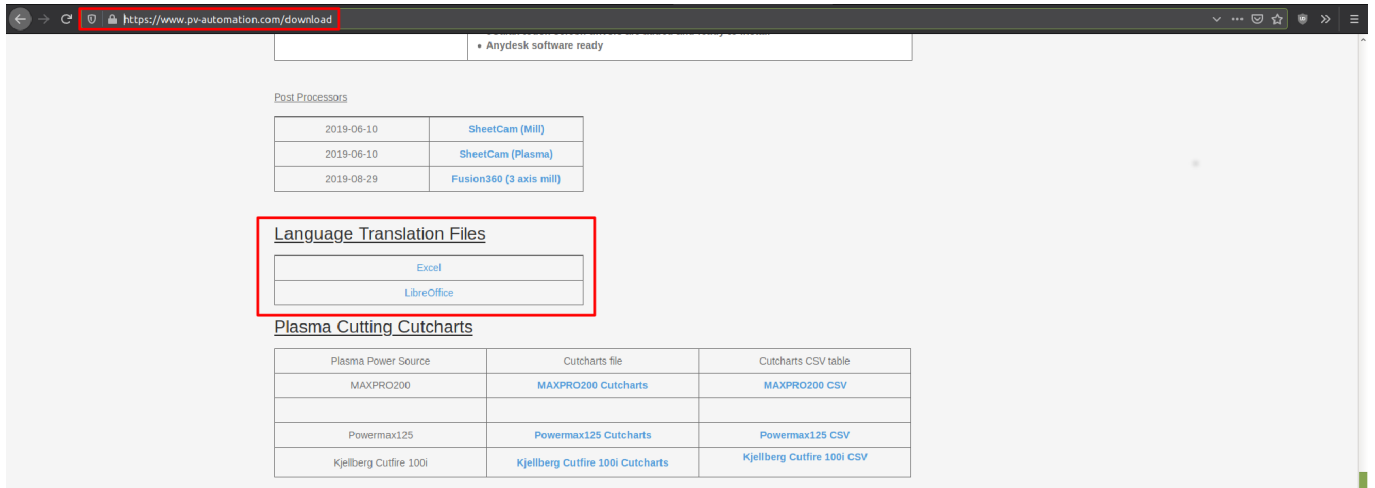 https://www.pv-automation.com/download
• Anydesk software ready
Post Processors
2019-06-10 SheetCam (Mill)
2019-06-10 SheetCam (Plasma)
2019-08-29 Fusion360 (3 axis mill)
Language Translation Files
Excel
LibreOffice
Plasma Cutting Cutcharts
Plasma Power Source Cutcharts file Cutcharts CSV table
MAXPRO200 MAXPRO200 Cutcharts MAXPRO200 CSV
Powermax125 Powermax125 Cutcharts Powermax125 CSV
Kjellberg Cutfire 100i Kjellberg Cutfire 100i Cutcharts Kjellberg Cutfire 100i CSV